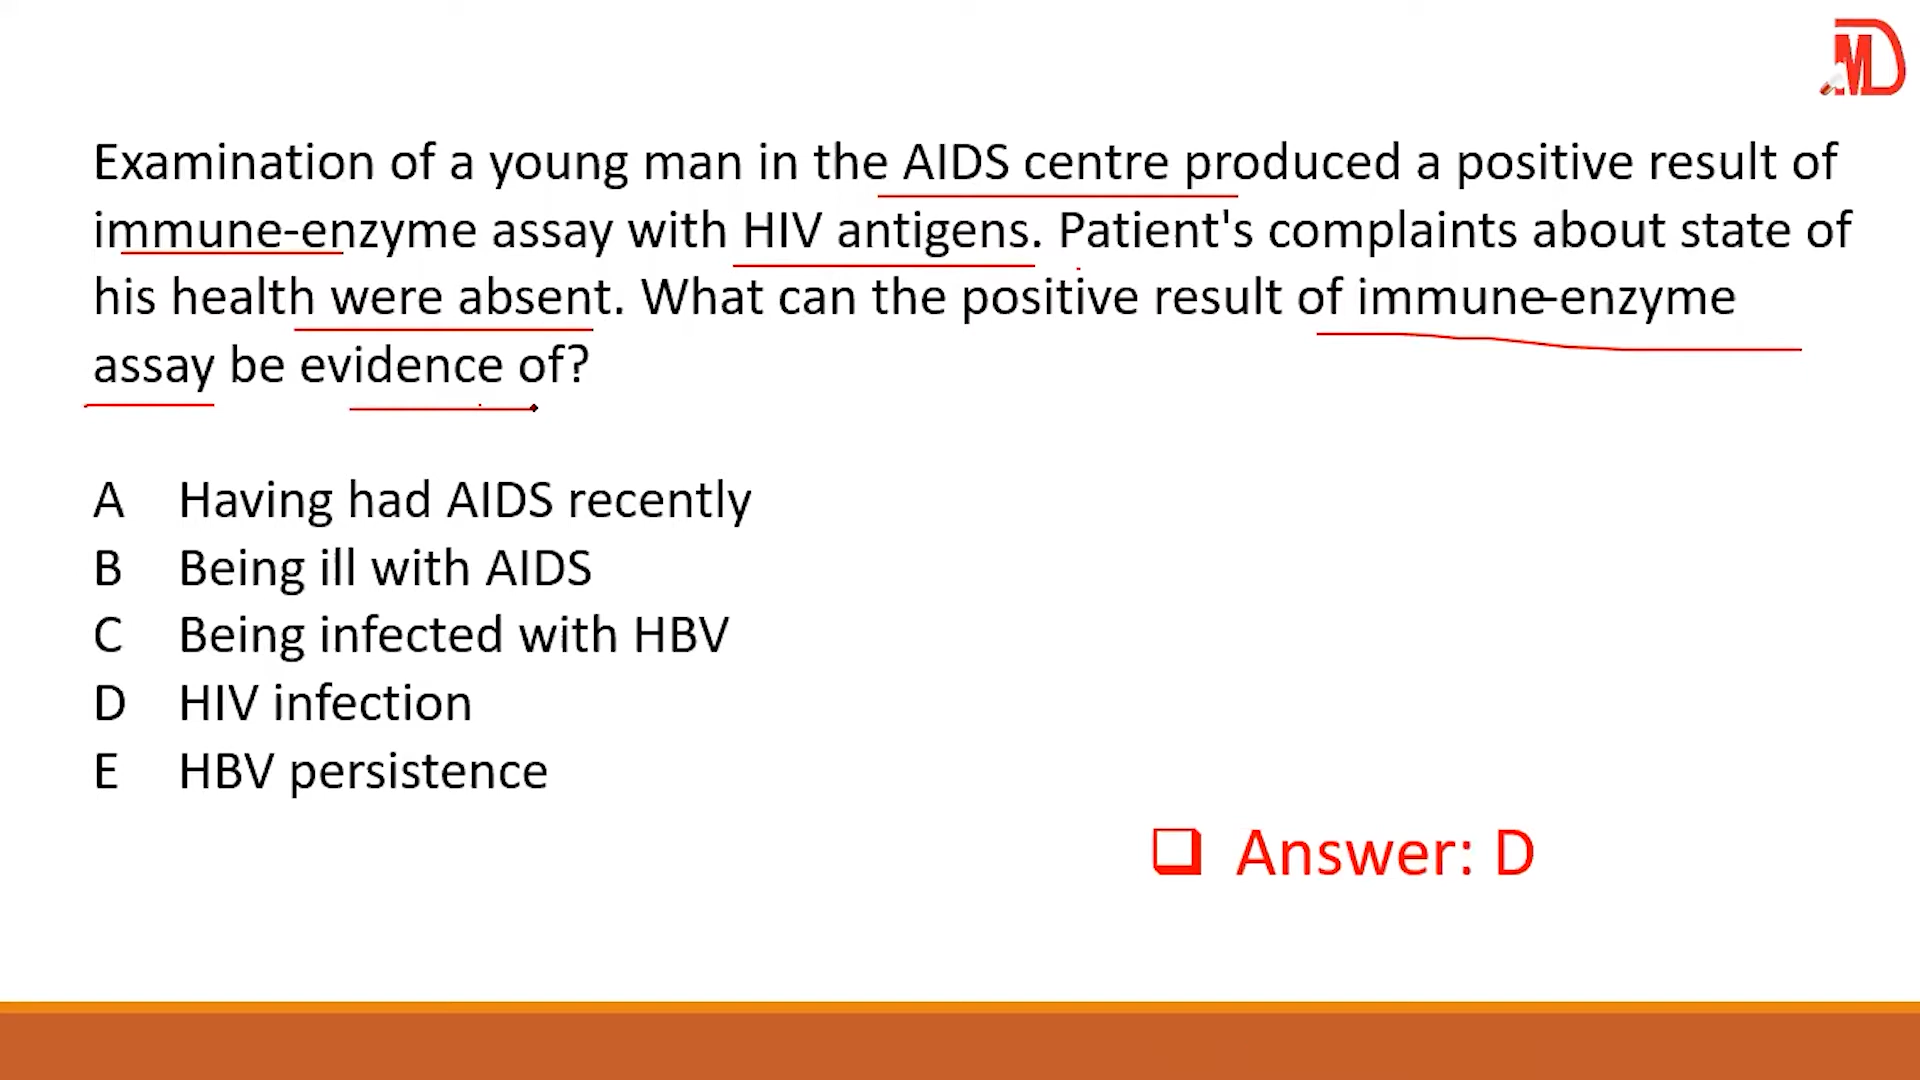 MD
Examination of a young man in the AIDS centre produced a positive result of
immune-enzyme assay with HIV antigens. Patient's complaints about state of
his health were absent. What can the positive result of immune-enzyme
assay be evidence of?
A Having had AIDS recently
B Being ill with AIDS
C Being infected with HBV
D HIV infection
E HBV persistence
❑ Answer: D